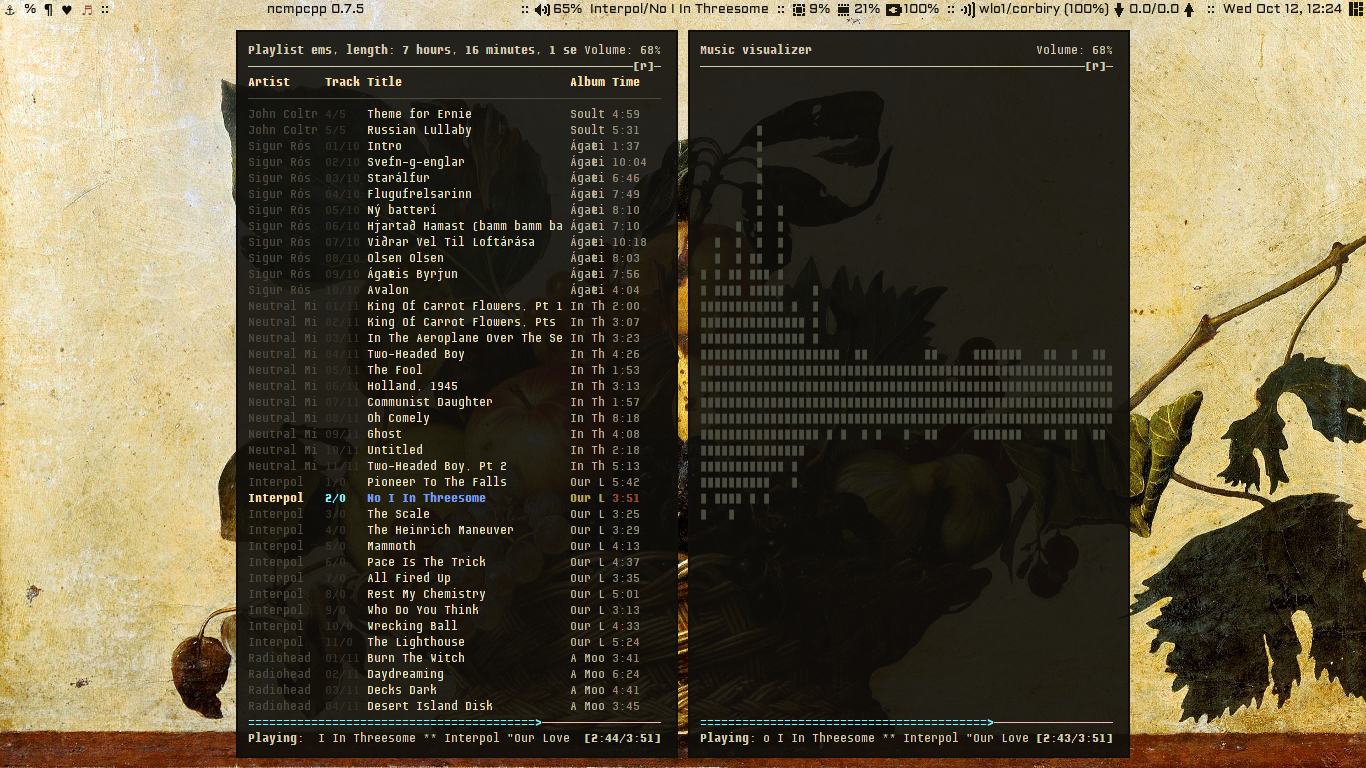 % ¶ ♥ ♬ :: ncmpcpp 0.7.5 :: 65% Interpol/No I In Threesome :: 9% 21% 100% :: wlo1/corbiry (100%) 0.0/0.0 :: Wed Oct 12, 12:24
Playlist ems, length: 7 hours, 16 minutes, 1 se Volume: 68%
[r]
Artist Track Title Album Time
John Coltr 4/5 Theme for Ernie Soult 4:59
John Coltr 5/5 Russian Lullaby Soult 5:31
Sigur Rós 01/10 Intro Ágæti 1:37
Sigur Rós 02/10 Svefn-g-englar Ágæti 10:04
Sigur Rós 03/10 Starálfur Ágæti 6:46
Sigur Rós 04/10 Flugufrelsarinn Ágæti 7:49
Sigur Rós 05/10 Ný batterí Ágæti 8:10
Sigur Rós 06/10 Hjartað Hamast (bamm bamm ba Ágæti 7:10
Sigur Rós 07/10 Viðrar Vel Til Loftárása Ágæti 10:18
Sigur Rós 08/10 Olsen Olsen Ágæti 8:03
Sigur Rós 09/10 Ágætis Byrjun Ágæti 7:56
Sigur Rós 10/10 Avalon Ágæti 4:04
Neutral Mi 01/11 King Of Carrot Flowers, Pt 1 In Th 2:00
Neutral Mi 02/11 King Of Carrot Flowers, Pts In Th 3:07
Neutral Mi 03/11 In The Aeroplane Over The Se In Th 3:23
Neutral Mi 04/11 Two-Headed Boy In Th 4:26
Neutral Mi 05/11 The Fool In Th 1:53
Neutral Mi 06/11 Holland, 1945 In Th 3:13
Neutral Mi 07/11 Communist Daughter In Th 1:57
Neutral Mi 08/11 Oh Comely In Th 8:18
Neutral Mi 09/11 Ghost In Th 4:08
Neutral Mi 10/11 Untitled In Th 2:18
Neutral Mi 11/11 Two-Headed Boy, Pt 2 In Th 5:13
Interpol 1/0 Pioneer To The Falls Our L 5:42
Interpol 2/0 No I In Threesome Our L 3:51
Interpol 3/0 The Scale Our L 3:25
Interpol 4/0 The Heinrich Maneuver Our L 3:29
Interpol 5/0 Mammoth Our L 4:13
Interpol 6/0 Pace Is The Trick Our L 4:37
Interpol 7/0 All Fired Up Our L 3:35
Interpol 8/0 Rest My Chemistry Our L 5:01
Interpol 9/0 Who Do You Think Our L 3:13
Interpol 10/0 Wrecking Ball Our L 4:33
Interpol 11/0 The Lighthouse Our L 5:24
Radiohead 01/11 Burn The Witch A Moo 3:41
Radiohead 02/11 Daydreaming A Moo 6:24
Radiohead 03/11 Decks Dark A Moo 4:41
Radiohead 04/11 Desert Island Disk A Moo 3:45
Playing: I In Threesome ** Interpol "Our Love [2:44/3:51]
Music visualizer Volume: 68%
[r]
Playing: o I In Threesome ** Interpol "Our Love [2:43/3:51]